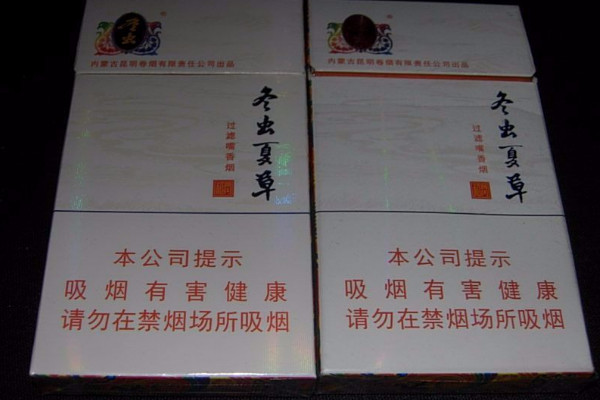 冬虫
内蒙古昆明卷烟有限责任公司出品
冬虫夏草
过滤嘴香烟
本公司提示
吸烟有害健康
请勿在禁烟场所吸烟
内蒙古昆明卷烟有限责任公司出品
冬虫夏草
过滤嘴香烟
本公司提示
吸烟有害健康
请勿在禁烟场所吸烟